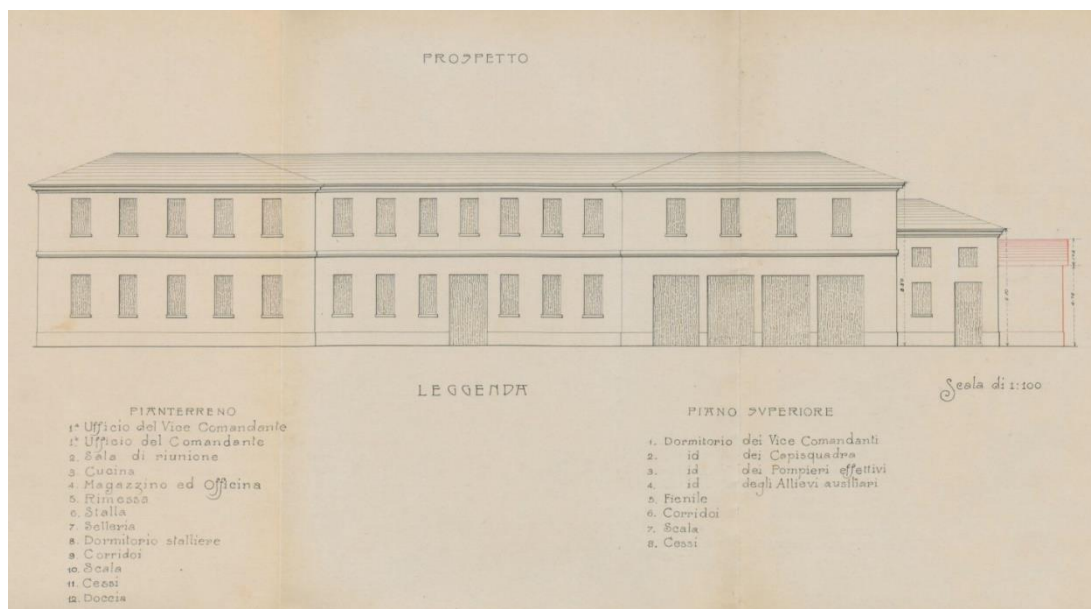 PROSPETTO
LEGGENDA
Scala di 1:100
PIANTERRENO
1ª Ufficio del Vice Comandante
1ª Ufficio del Comandante
2. Sala di riunione
3. Cucina
4. Magazzino ed Officina
5. Rimessa
6. Stalla
7. Selleria
8. Dormitorio stalliere
9. Corridoi
10. Scala
11. Cessi
12. Doccia
PIANO SVPERIORE
1. Dormitorio dei Vice Comandanti
2. id dei Capisquadra
3. id dei Pompieri effettivi
4. id degli Allievi ausiliari
5. Fienile
6. Corridoi
7. Scala
8. Cessi